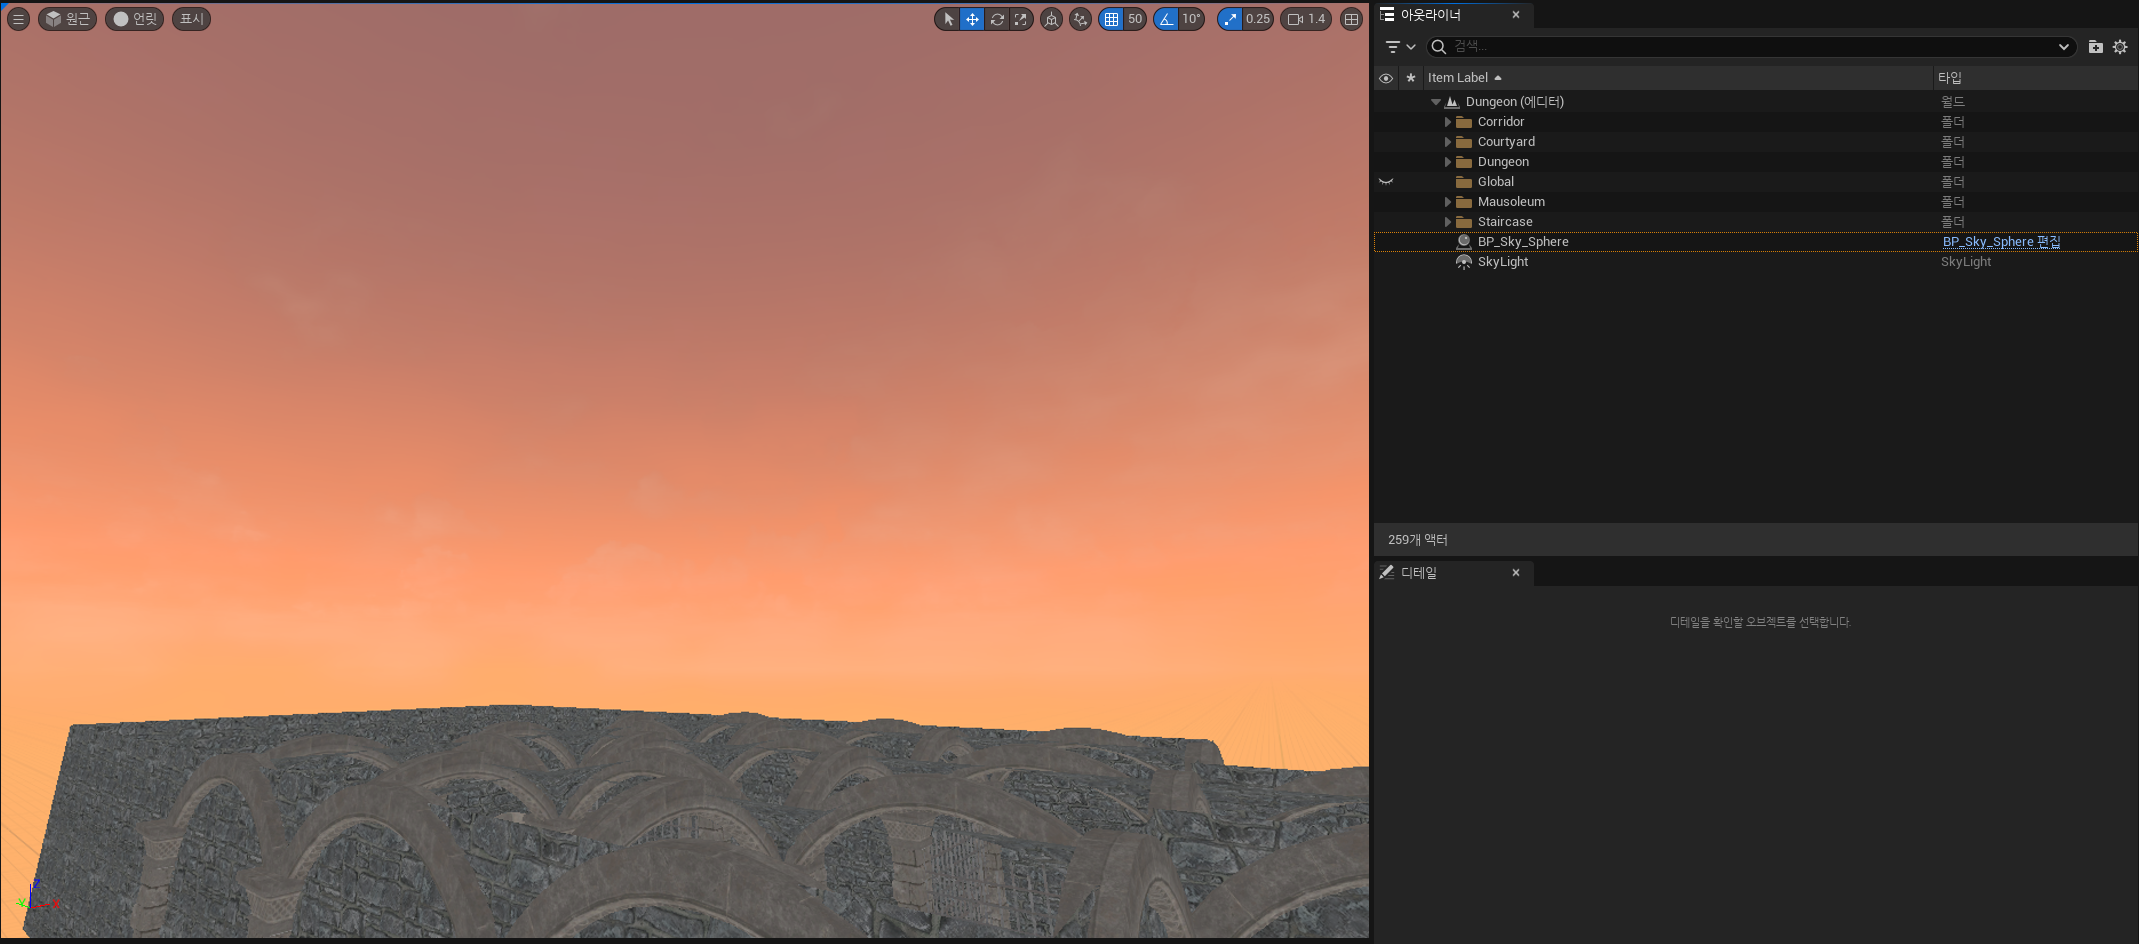 원근 언릿 표시 50 10° 0.25 1.4
아웃라이너
검색...
Item Label 타입
Dungeon (에디터) 월드
Corridor 폴더
Courtyard 폴더
Dungeon 폴더
Global 폴더
Mausoleum 폴더
Staircase 폴더
BP_Sky_Sphere BP_Sky_Sphere 편집
SkyLight SkyLight
259개 액터
디테일
디테일을 확인할 오브젝트를 선택합니다.
Z
Y X